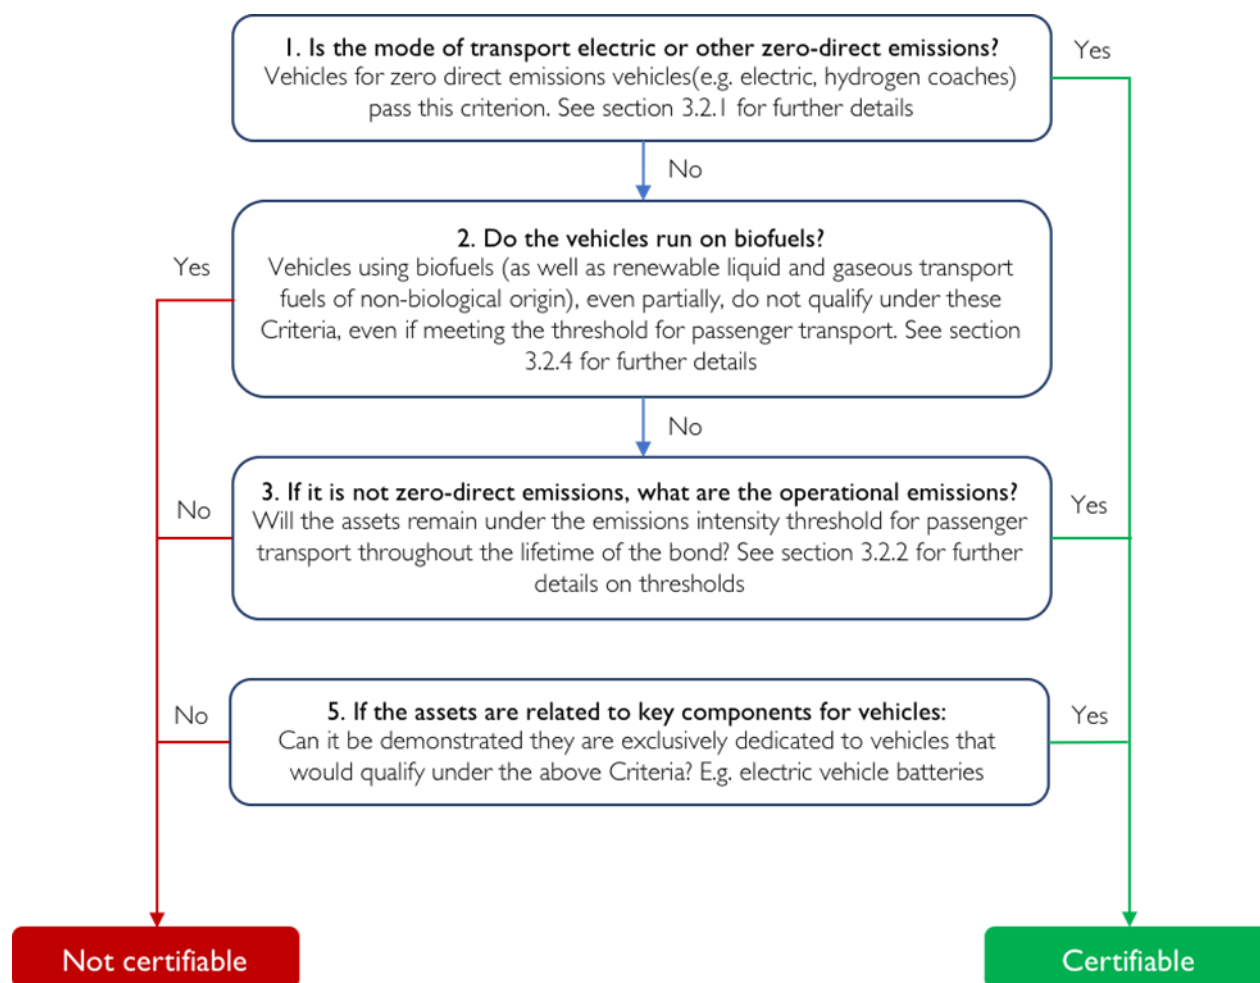 1. Is the mode of transport electric or other zero-direct emissions?
Vehicles for zero direct emissions vehicles(e.g. electric, hydrogen coaches)
pass this criterion. See section 3.2.1 for further details
Yes
No
2. Do the vehicles run on biofuels?
Vehicles using biofuels (as well as renewable liquid and gaseous transport
fuels of non-biological origin), even partially, do not qualify under these
Criteria, even if meeting the threshold for passenger transport. See section
3.2.4 for further details
Yes
No
3. If it is not zero-direct emissions, what are the operational emissions?
Will the assets remain under the emissions intensity threshold for passenger
transport throughout the lifetime of the bond? See section 3.2.2 for further
details on thresholds
No
Yes
5. If the assets are related to key components for vehicles:
Can it be demonstrated they are exclusively dedicated to vehicles that
would qualify under the above Criteria? E.g. electric vehicle batteries
No
Yes
Not certifiable
Certifiable